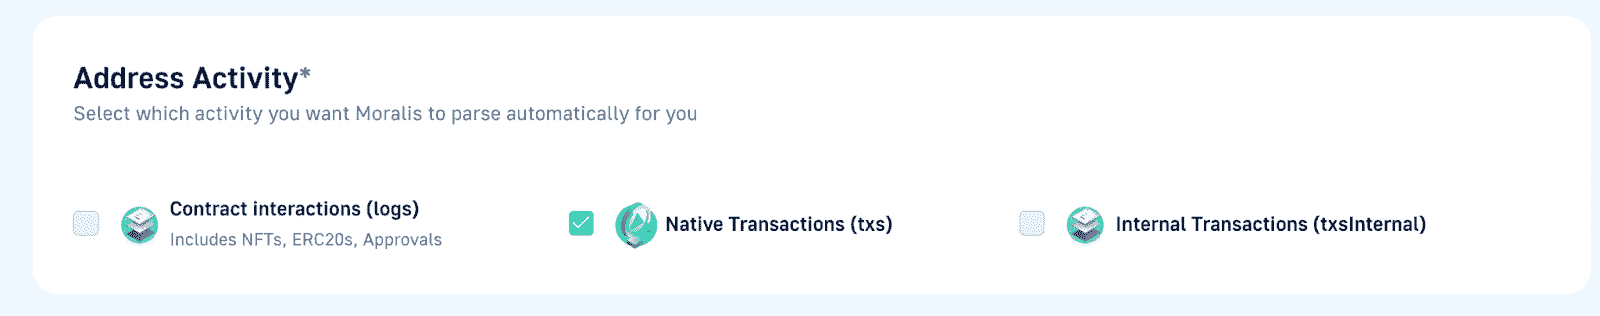 Address Activity*
Select which activity you want Moralis to parse automatically for you
Contract interactions (logs)
Includes NFTs, ERC20s, Approvals
Native Transactions (txs)
Internal Transactions (txsInternal)